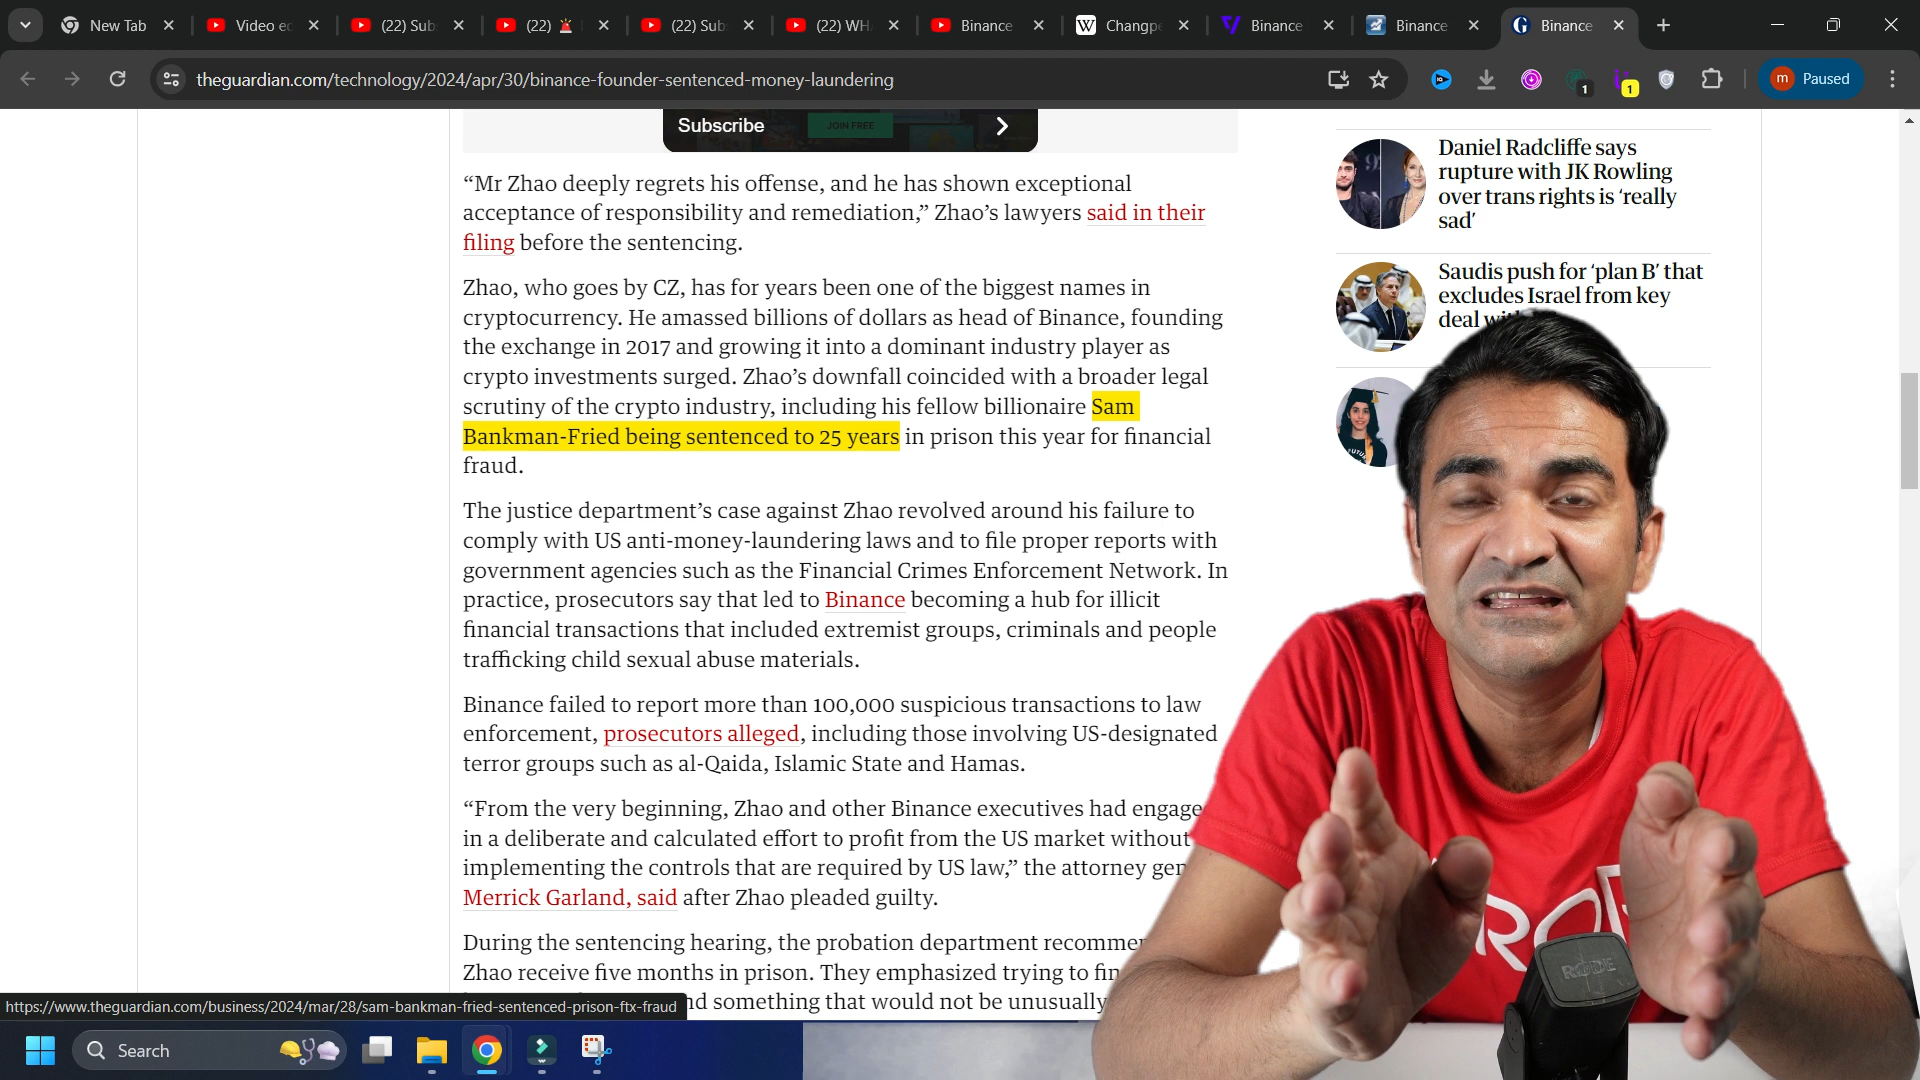 New Tab
Video ed
(22) Sub
(22)
(22) Sub
(22) WH
Binance
Changpe
Binance
Binance
Binance
theguardian.com/technology/2024/apr/30/binance-founder-sentenced-money-laundering
1
1
m
Paused
Subscribe
JOIN FREE
“Mr Zhao deeply regrets his offense, and he has shown exceptional
acceptance of responsibility and remediation,” Zhao’s lawyers said in their
filing before the sentencing.
Zhao, who goes by CZ, has for years been one of the biggest names in
cryptocurrency. He amassed billions of dollars as head of Binance, founding
the exchange in 2017 and growing it into a dominant industry player as
crypto investments surged. Zhao’s downfall coincided with a broader legal
scrutiny of the crypto industry, including his fellow billionaire Sam
Bankman-Fried being sentenced to 25 years in prison this year for financial
fraud.
The justice department’s case against Zhao revolved around his failure to
comply with US anti-money-laundering laws and to file proper reports with
government agencies such as the Financial Crimes Enforcement Network. In
practice, prosecutors say that led to Binance becoming a hub for illicit
financial transactions that included extremist groups, criminals and people
trafficking child sexual abuse materials.
Binance failed to report more than 100,000 suspicious transactions to law
enforcement, prosecutors alleged, including those involving US-designated
terror groups such as al-Qaida, Islamic State and Hamas.
“From the very beginning, Zhao and other Binance executives had engage
in a deliberate and calculated effort to profit from the US market without
implementing the controls that are required by US law,” the attorney gen
Merrick Garland, said after Zhao pleaded guilty.
During the sentencing hearing, the probation department recommen
Zhao receive five months in prison. They emphasized trying to fin
nd something that would not be unusually
Daniel Radcliffe says
rupture with JK Rowling
over trans rights is ‘really
sad’
Saudis push for ‘plan B’ that
excludes Israel from key
deal with
RODE
https://www.theguardian.com/business/2024/mar/28/sam-bankman-fried-sentenced-prison-ftx-fraud
Search